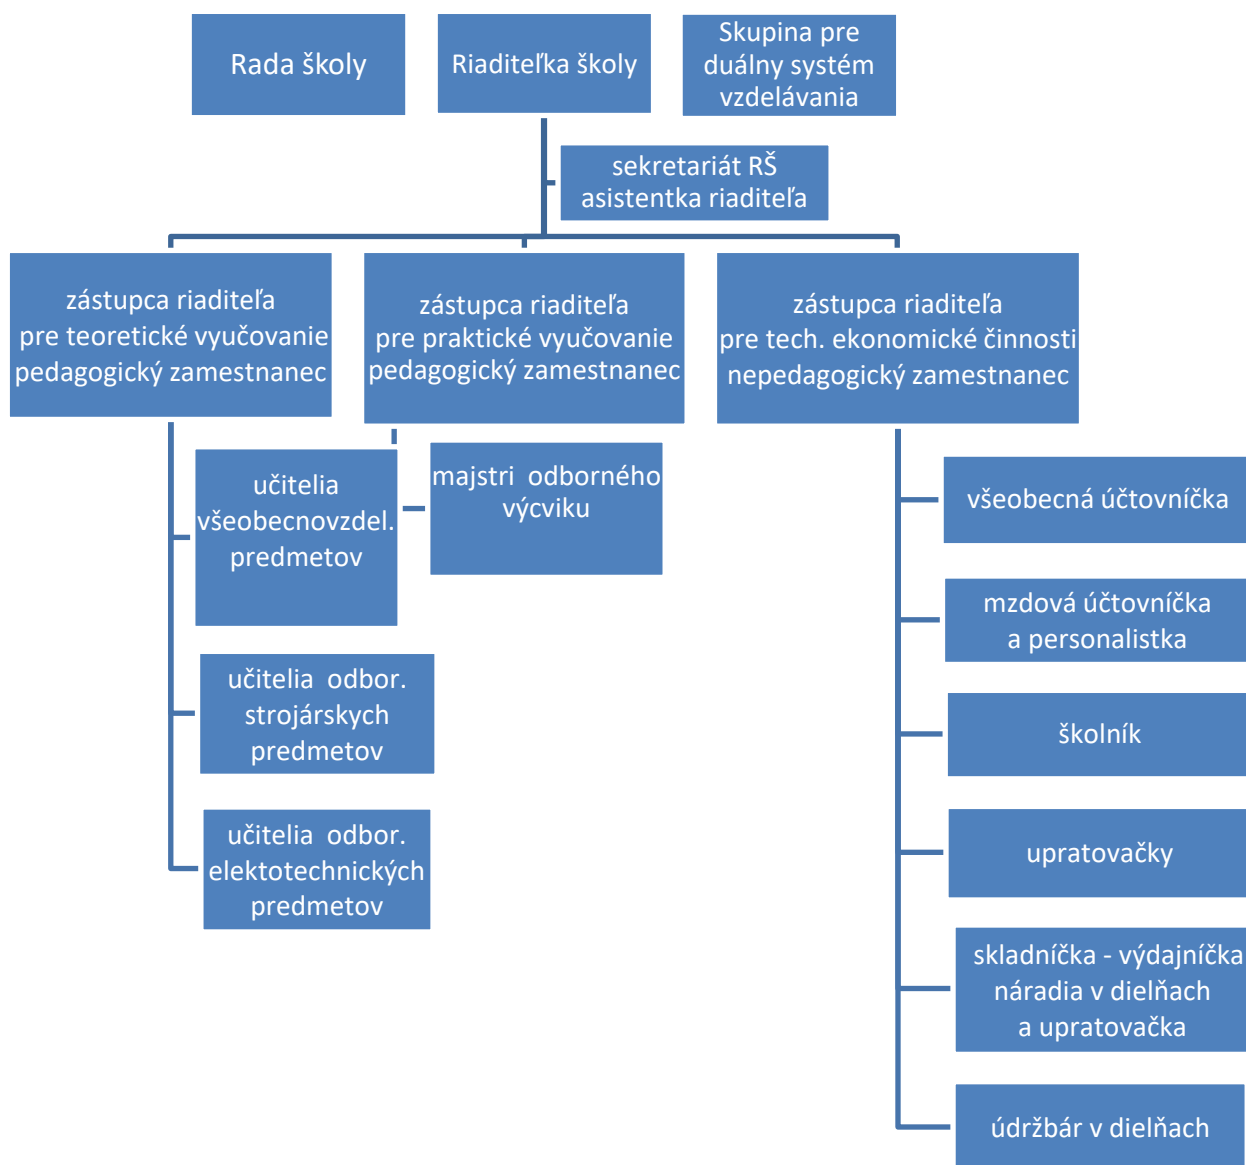 Rada školy
Riaditeľka školy
Skupina pre
duálny systém
vzdelávania
sekretariát RŠ
asistentka riaditeľa
zástupca riaditeľa
pre teoretické vyučovanie
pedagogický zamestnanec
zástupca riaditeľa
pre praktické vyučovanie
pedagogický zamestnanec
zástupca riaditeľa
pre tech. ekonomické činnosti
nepedagogický zamestnanec
učitelia
všeobecnovzdel.
predmetov
majstri odborného
výcviku
učitelia odbor.
strojárskych
predmetov
učitelia odbor.
elektotechnických
predmetov
všeobecná účtovníčka
mzdová účtovníčka
a personalistka
školník
upratovačky
skladníčka - výdajníčka
náradia v dielňach
a upratovačka
údržbár v dielňach